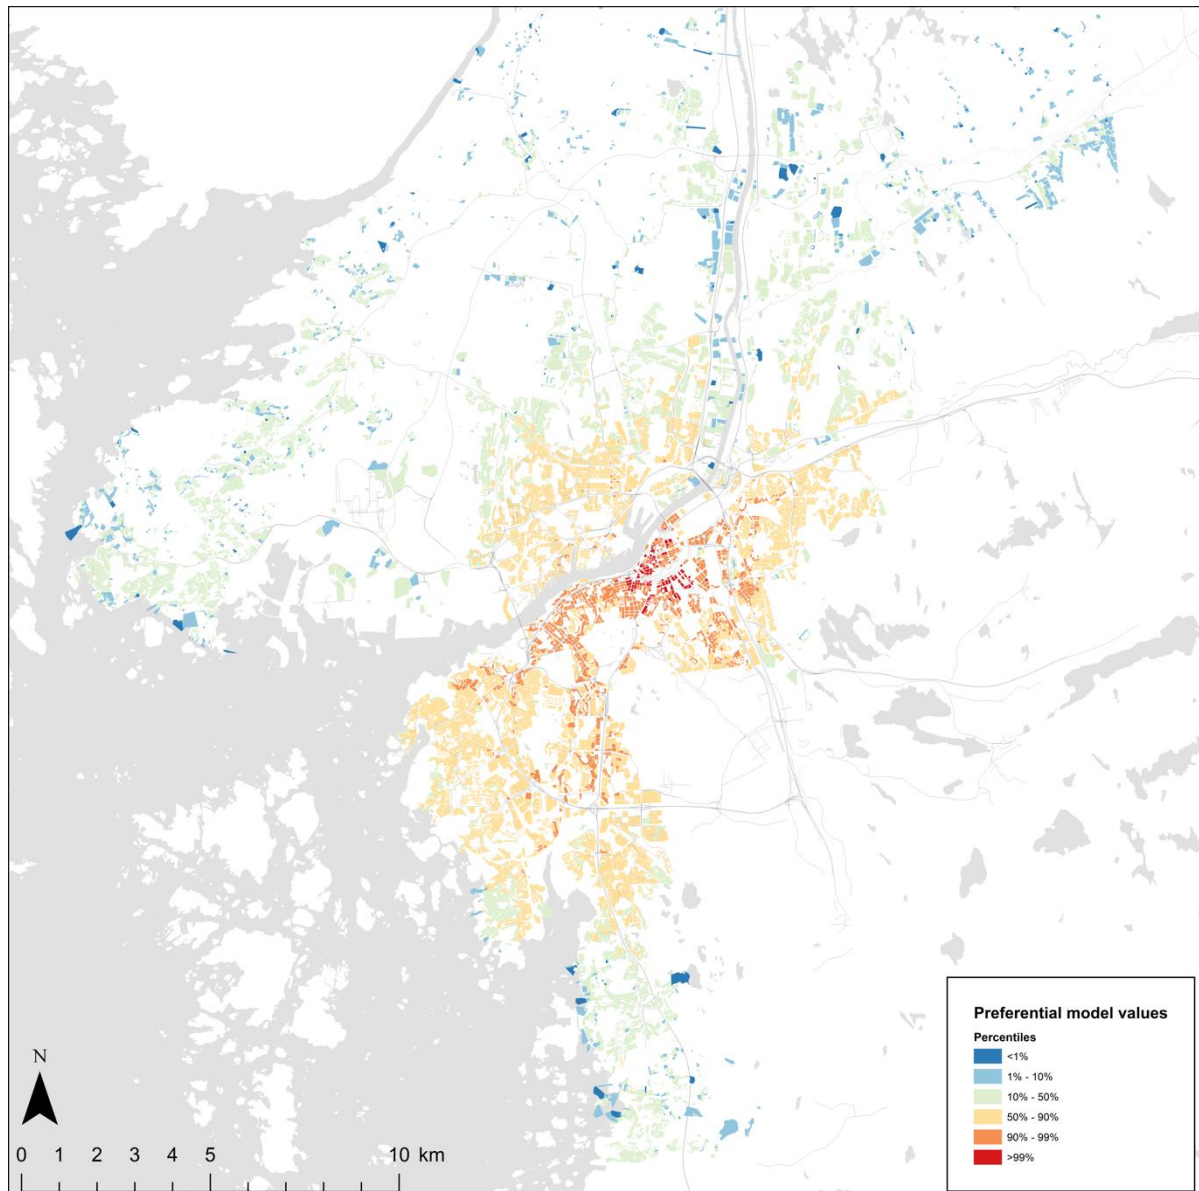 Preferential model values
Percentiles
<1%
1% - 10%
10% - 50%
50% - 90%
90% - 99%
>99%
N
0 1 2 3 4 5 10 km